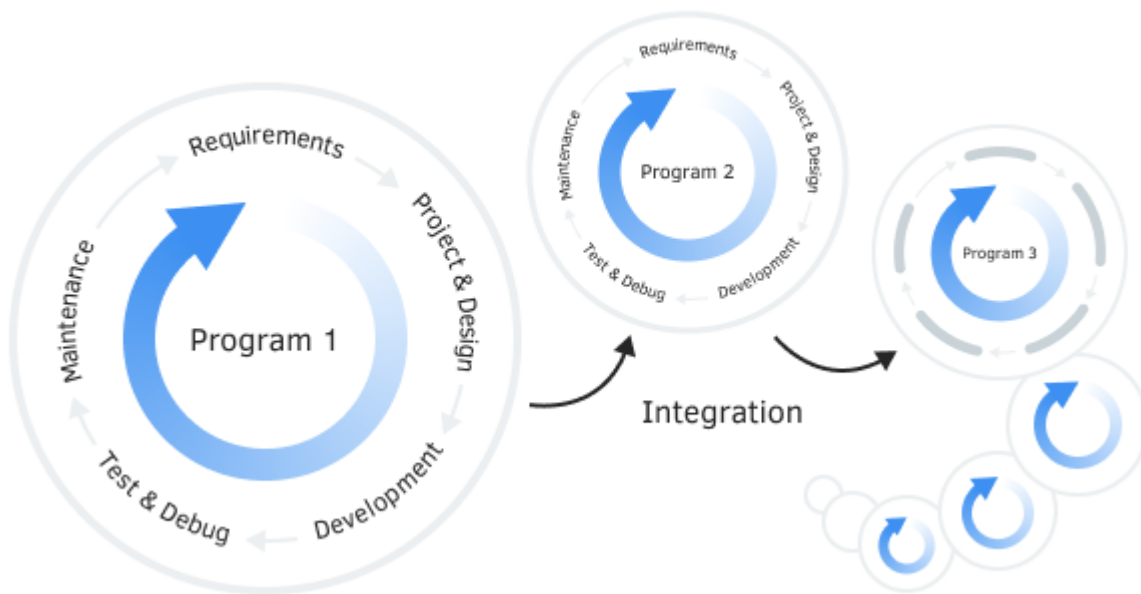 Requirements
Project & Design
Development
Test & Debug
Maintenance
Program 1
Requirements
Project & Design
Development
Test & Debug
Maintenance
Program 2
Program 3
Integration